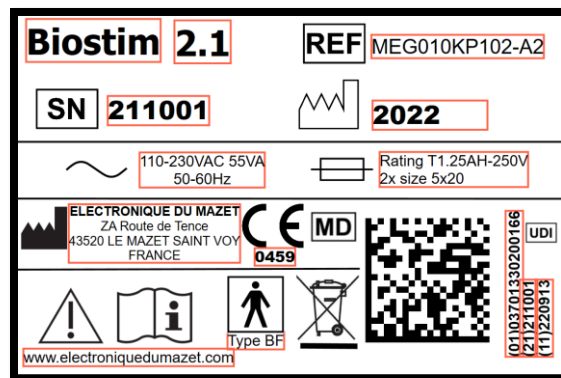 Biostim 2.1
REF MEG010KP102-A2
SN 211001
2022
110-230VAC 55VA
50-60Hz
Rating T1.25AH-250V
2x size 5x20
ELECTRONIQUE DU MAZET
ZA Route de Tence
43520 LE MAZET SAINT VOY
FRANCE
CE
0459
MD
UDI
(01)03701330200166
(21)211001
(11)220913
Type BF
www.electroniquedumazet.com